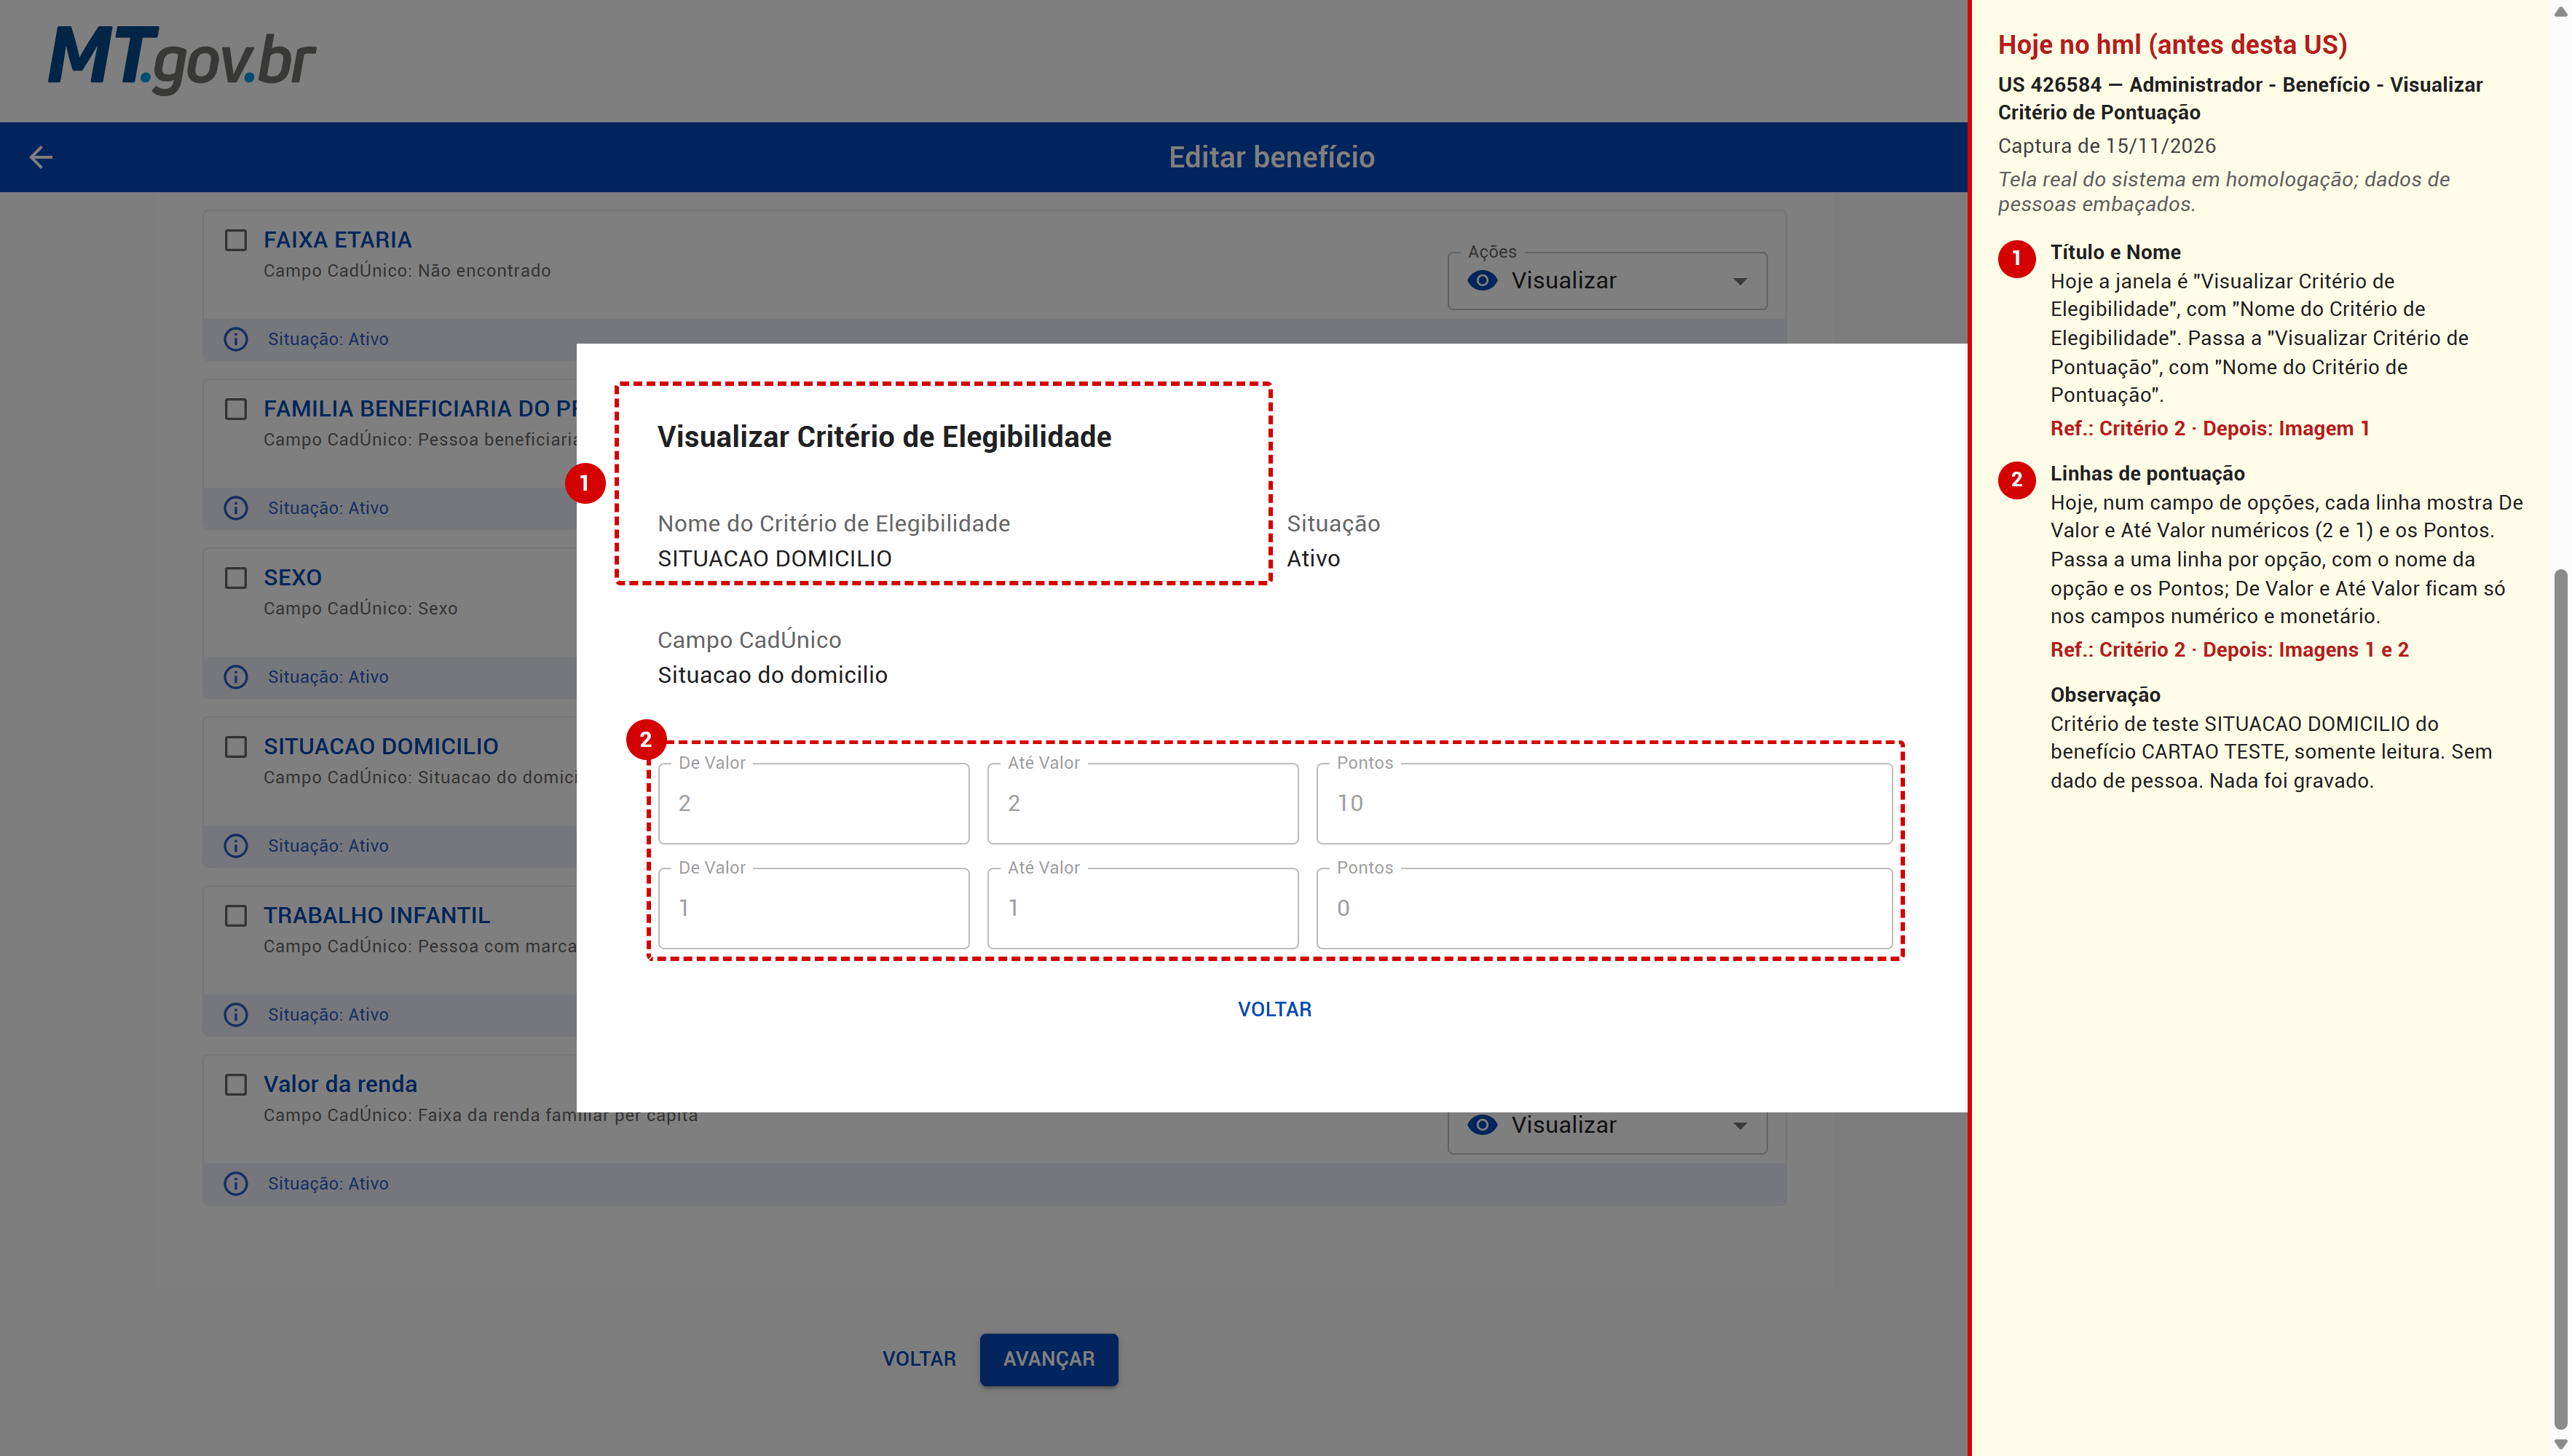 MT.gov.br
Editar benefício
FAIXA ETARIA
Campo CadÚnico: Não encontrado
Ações
Visualizar
Situação: Ativo
FAMILIA BENEFICIARIA DO
Campo CadÚnico: Pessoa
Situação: Ativo
SEXO
Campo CadÚnico: Sexo
Situação: Ativo
SITUACAO DOMICILIO
Campo CadÚnico: Situacao do
Situação: Ativo
TRABALHO INFANTIL
Campo CadÚnico: Pessoa com
Situação: Ativo
Valor da renda
Campo CadÚnico: Faixa da renda familiar per capita
Visualizar
Situação: Ativo
VOLTAR
AVANÇAR
1
Visualizar Critério de Elegibilidade
Nome do Critério de Elegibilidade
SITUACAO DOMICILIO
Situação
Ativo
Campo CadÚnico
Situacao do domicilio
2
De Valor
2
Até Valor
2
Pontos
10
De Valor
1
Até Valor
1
Pontos
0
VOLTAR
Hoje no hml (antes desta US)
US 426584 — Administrador - Benefício - Visualizar
Critério de Pontuação
Captura de 15/11/2026
Tela real do sistema em homologação; dados de
pessoas embaçados.
1
Título e Nome
Hoje a janela é "Visualizar Critério de
Elegibilidade", com "Nome do Critério de
Elegibilidade". Passa a "Visualizar Critério de
Pontuação", com "Nome do Critério de
Pontuação".
Ref.: Critério 2 · Depois: Imagem 1
2
Linhas de pontuação
Hoje, num campo de opções, cada linha mostra De
Valor e Até Valor numéricos (2 e 1) e os Pontos.
Passa a uma linha por opção, com o nome da
opção e os Pontos; De Valor e Até Valor ficam só
nos campos numérico e monetário.
Ref.: Critério 2 · Depois: Imagens 1 e 2
Observação
Critério de teste SITUACAO DOMICILIO do
benefício CARTAO TESTE, somente leitura. Sem
dado de pessoa. Nada foi gravado.